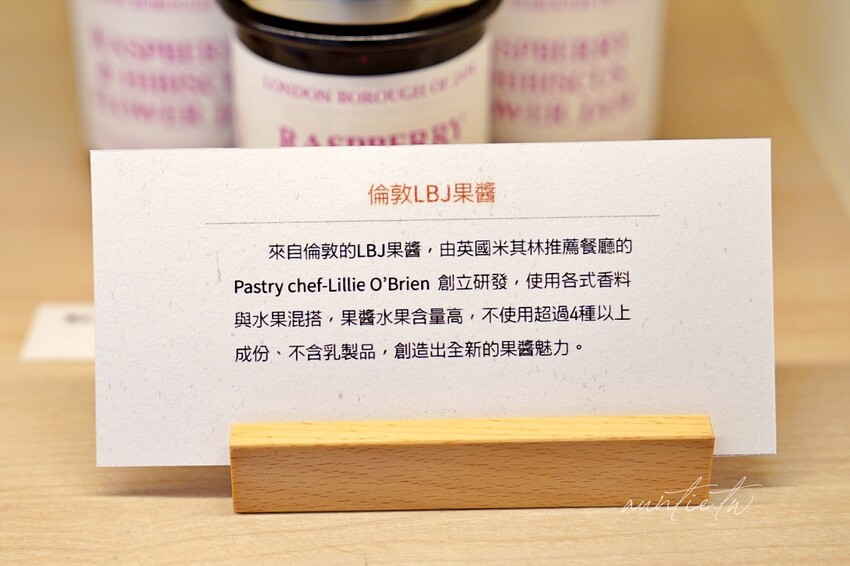 LONDON BOROUGH OF JAM
RASPBERRY
倫敦LBJ果醬
來自倫敦的LBJ果醬，由英國米其林推薦餐廳的
Pastry chef-Lillie O’Brien 創立研發，使用各式香料
與水果混搭，果醬水果含量高，不使用超過4種以上
成份、不含乳製品，創造出全新的果醬魅力。
auntie.tw